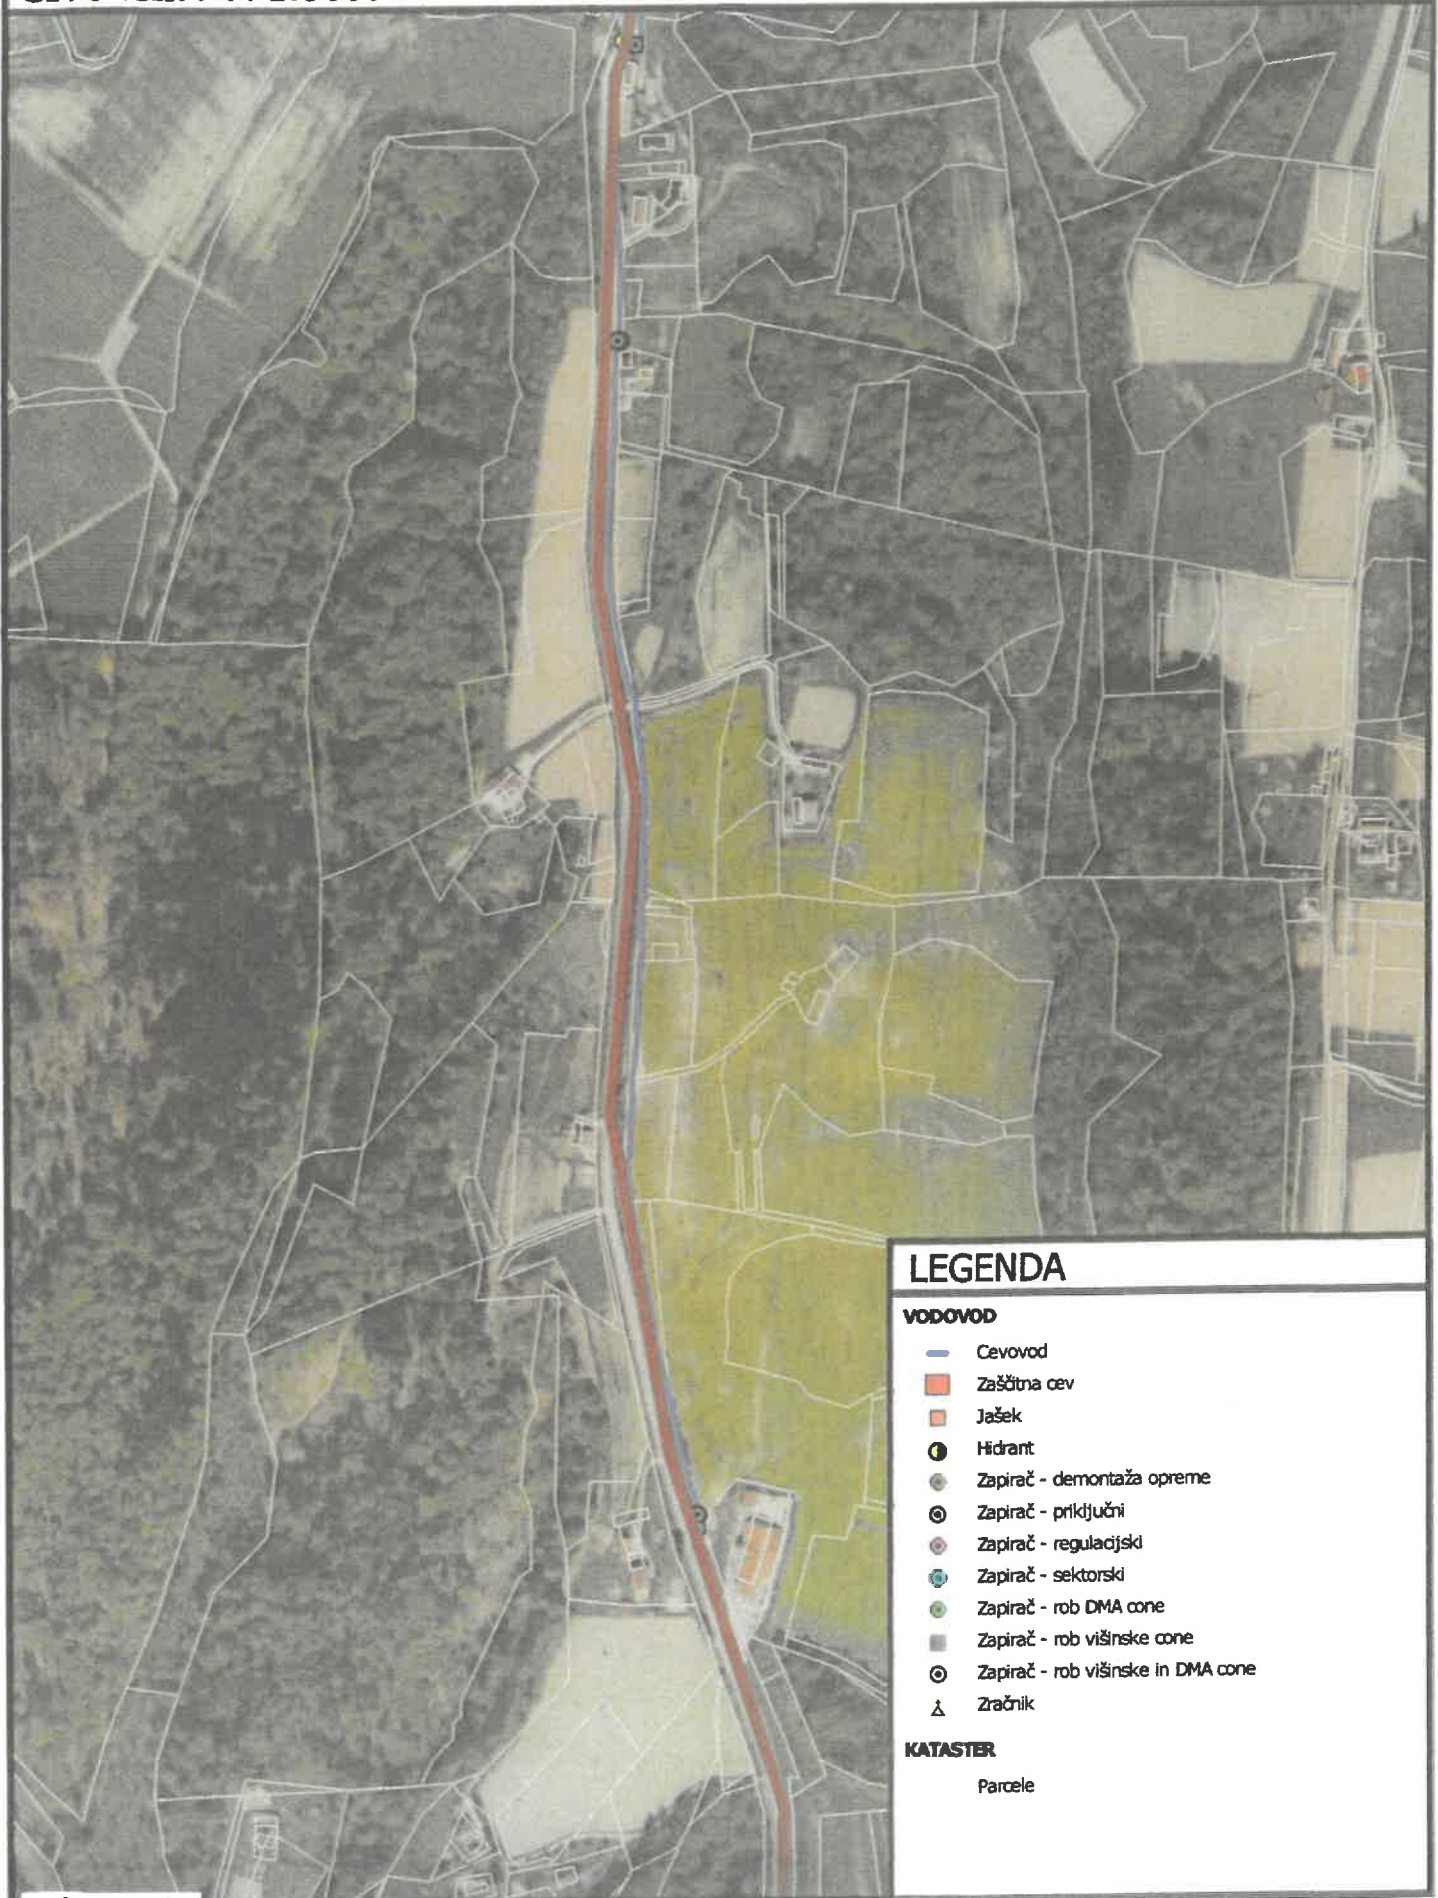 LEGENDA
VODOVOD
Cevovod
Zaščitna cev
Jašek
Hidrant
Zapirač - demontaža opreme
Zapirač - priključni
Zapirač - regulacijski
Zapirač - sektorski
Zapirač - rob DMA cone
Zapirač - rob višinske cone
Zapirač - rob višinske in DMA cone
Zračnik
KATASTER
Parcele